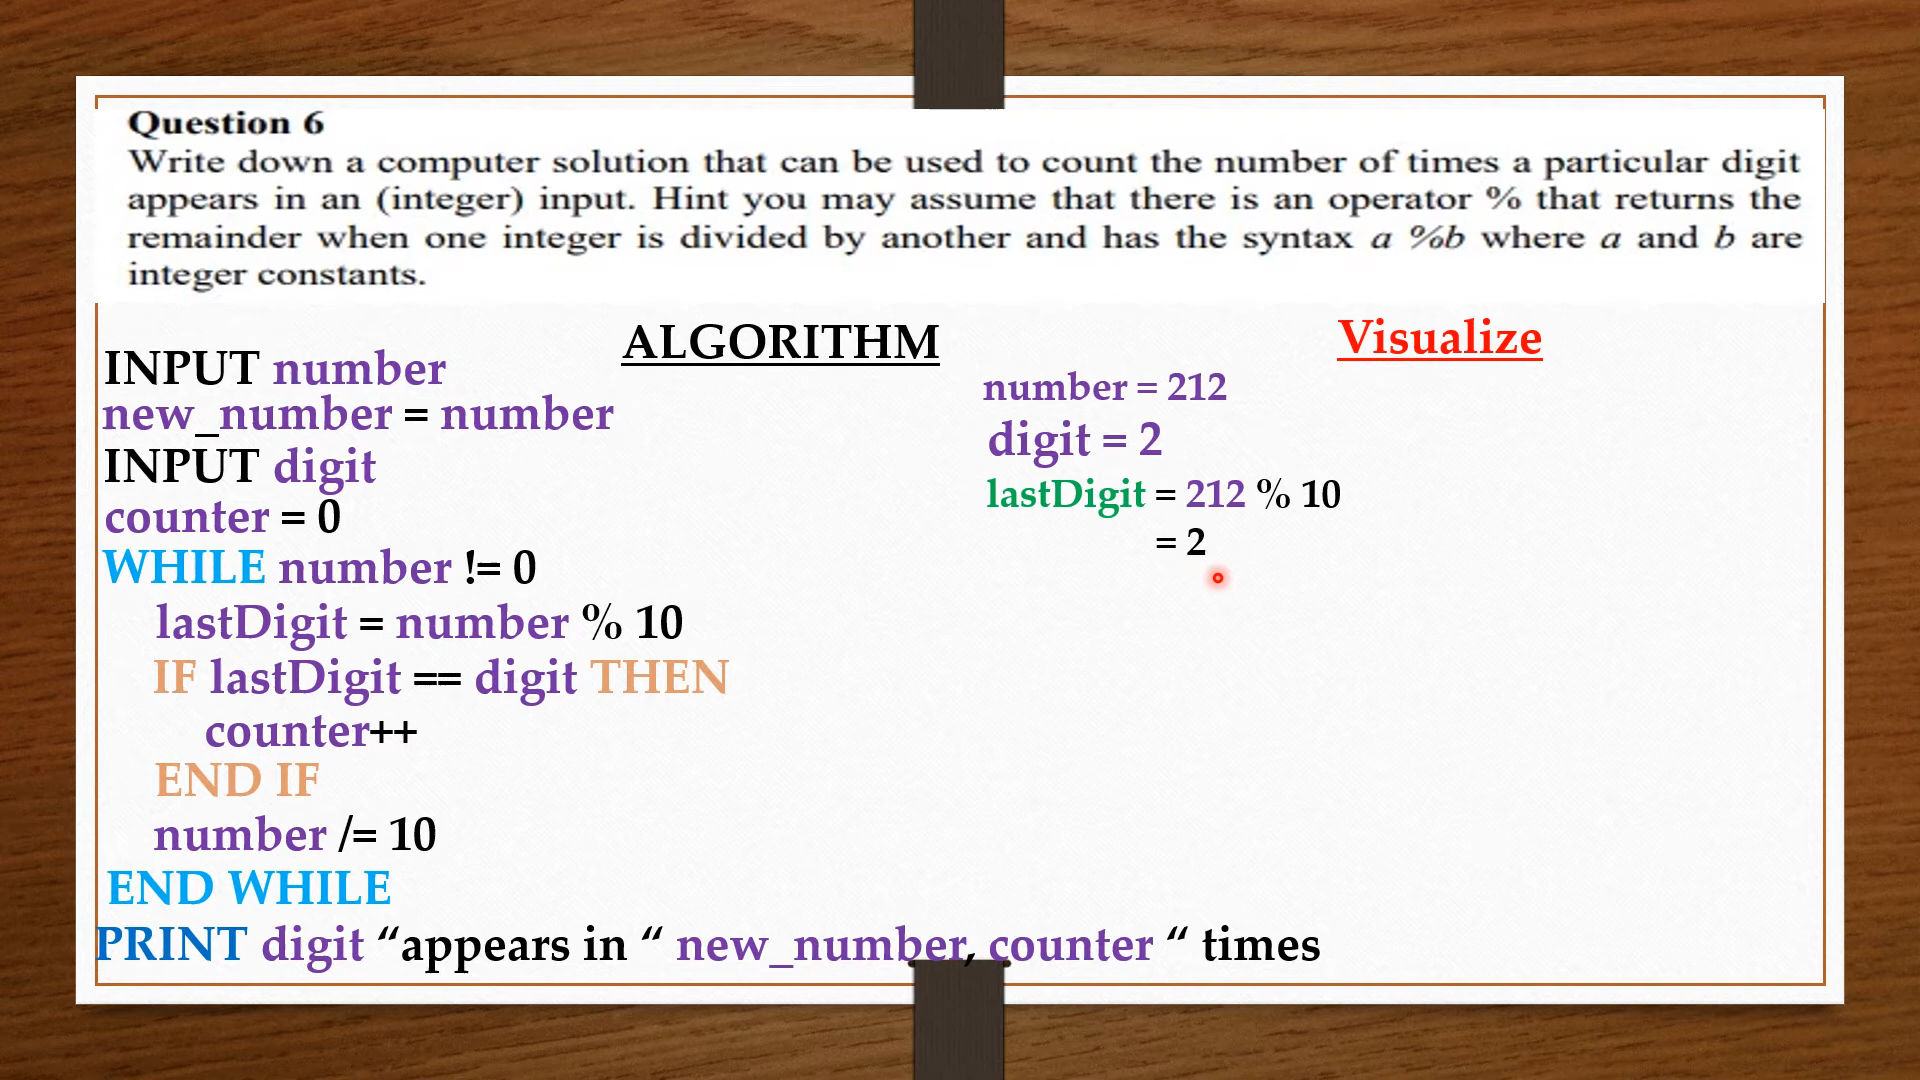 Question 6
Write down a computer solution that can be used to count the number of times a particular digit
appears in an (integer) input. Hint you may assume that there is an operator % that returns the
remainder when one integer is divided by another and has the syntax a %b where a and b are
integer constants.
ALGORITHM
INPUT number
new_number = number
INPUT digit
counter = 0
WHILE number != 0
lastDigit = number % 10
IF lastDigit == digit THEN
counter++
END IF
number /= 10
END WHILE
PRINT digit “appears in “ new_number, counter “ times
Visualize
number = 212
digit = 2
lastDigit = 212 % 10
= 2